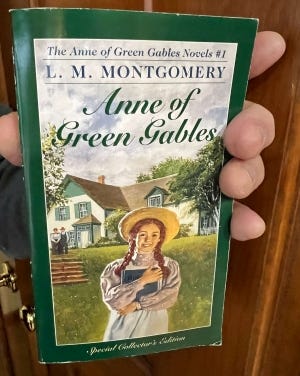 The Anne of Green Gables Novels #1
L. M. MONTGOMERY
Anne of
Green Gables
Special Collector's Edition